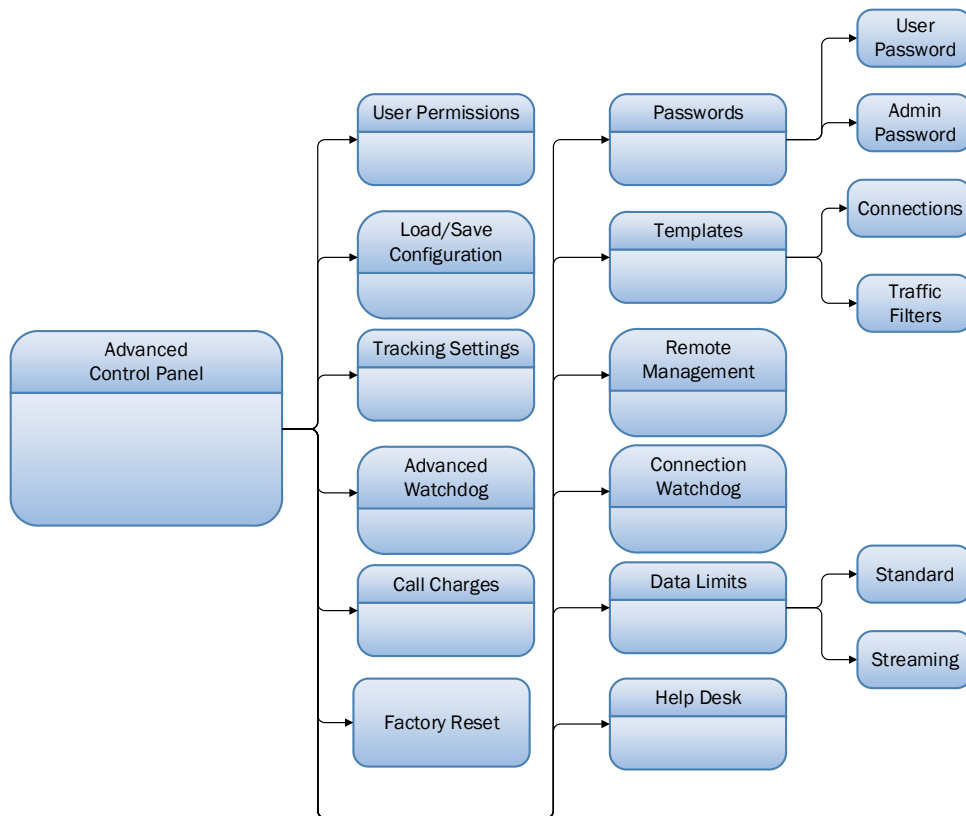 Advanced
Control Panel
User Permissions
Load/Save
Configuration
Tracking Settings
Advanced
Watchdog
Call Charges
Factory Reset
Passwords
Templates
Remote
Management
Connection
Watchdog
Data Limits
Help Desk
User
Password
Admin
Password
Connections
Traffic
Filters
Standard
Streaming